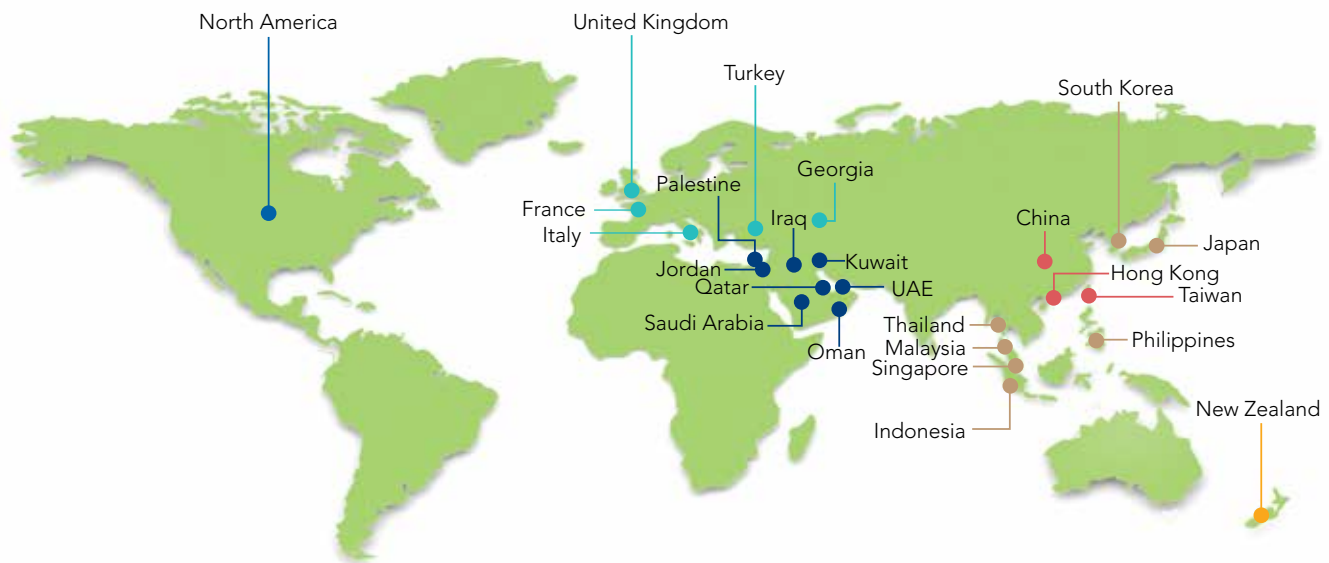 North America
United Kingdom
Turkey
South Korea
Georgia
Palestine
France
Iraq
China
Italy
Japan
Jordan
Kuwait
Hong Kong
Qatar
UAE
Taiwan
Saudi Arabia
Thailand
Oman
Malaysia
Philippines
Singapore
New Zealand
Indonesia